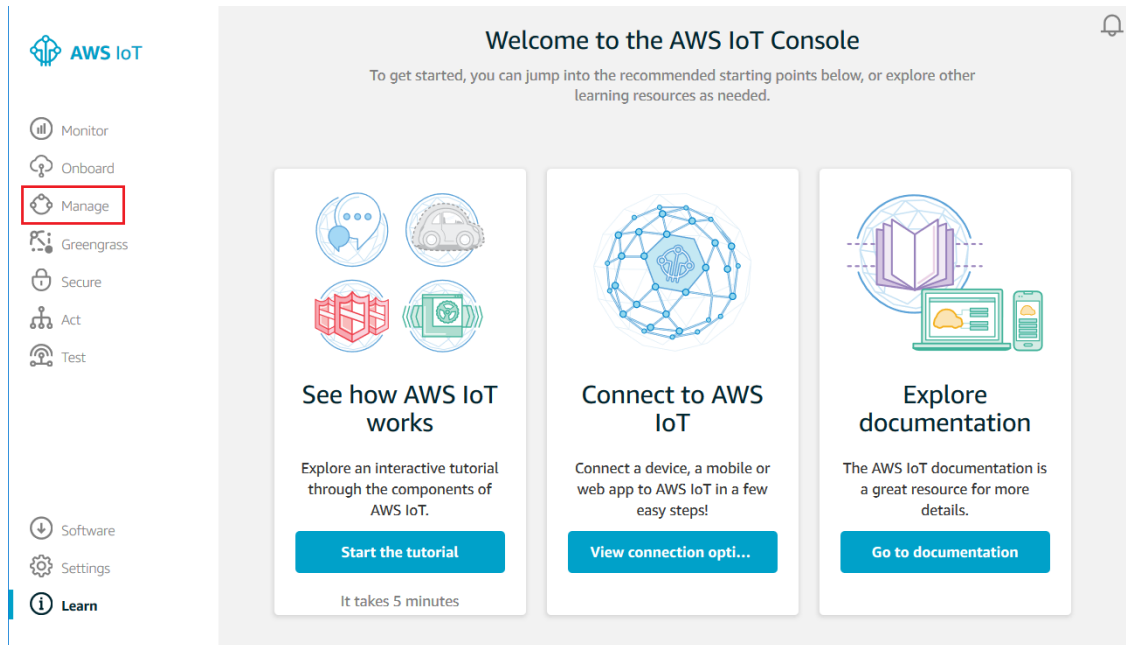 AWS IoT
Monitor
Onboard
Manage
Greengrass
Secure
Act
Test
Software
Settings
Learn
Welcome to the AWS IoT Console
To get started, you can jump into the recommended starting points below, or explore other
learning resources as needed.
See how AWS IoT
works
Explore an interactive tutorial
through the components of
AWS IoT.
Start the tutorial
It takes 5 minutes
Connect to AWS
IoT
Connect a device, a mobile or
web app to AWS IoT in a few
easy steps!
View connection opti...
Explore
documentation
The AWS IoT documentation is
a great resource for more
details.
Go to documentation